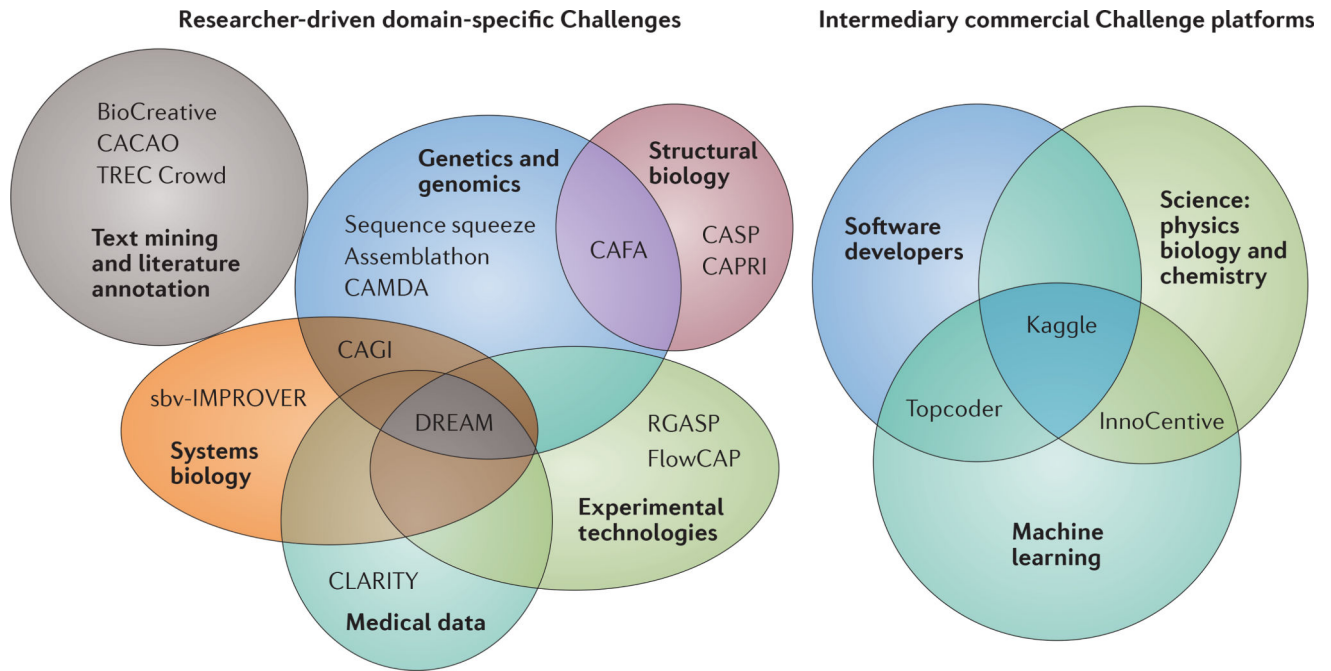 Researcher-driven domain-specific Challenges
Intermediary commercial Challenge platforms
BioCreative
CACAO
TREC Crowd
Text mining
and literature
annotation
Genetics and
genomics
Sequence squeeze
Assemblathon
CAMDA
CAFA
Structural
biology
CASP
CAPRI
CAGI
sbv-IMPROVER
Systems
biology
DREAM
RGASP
FlowCAP
Experimental
technologies
CLARITY
Medical data
Software
developers
Science:
physics
biology and
chemistry
Kaggle
Topcoder
InnoCentive
Machine
learning